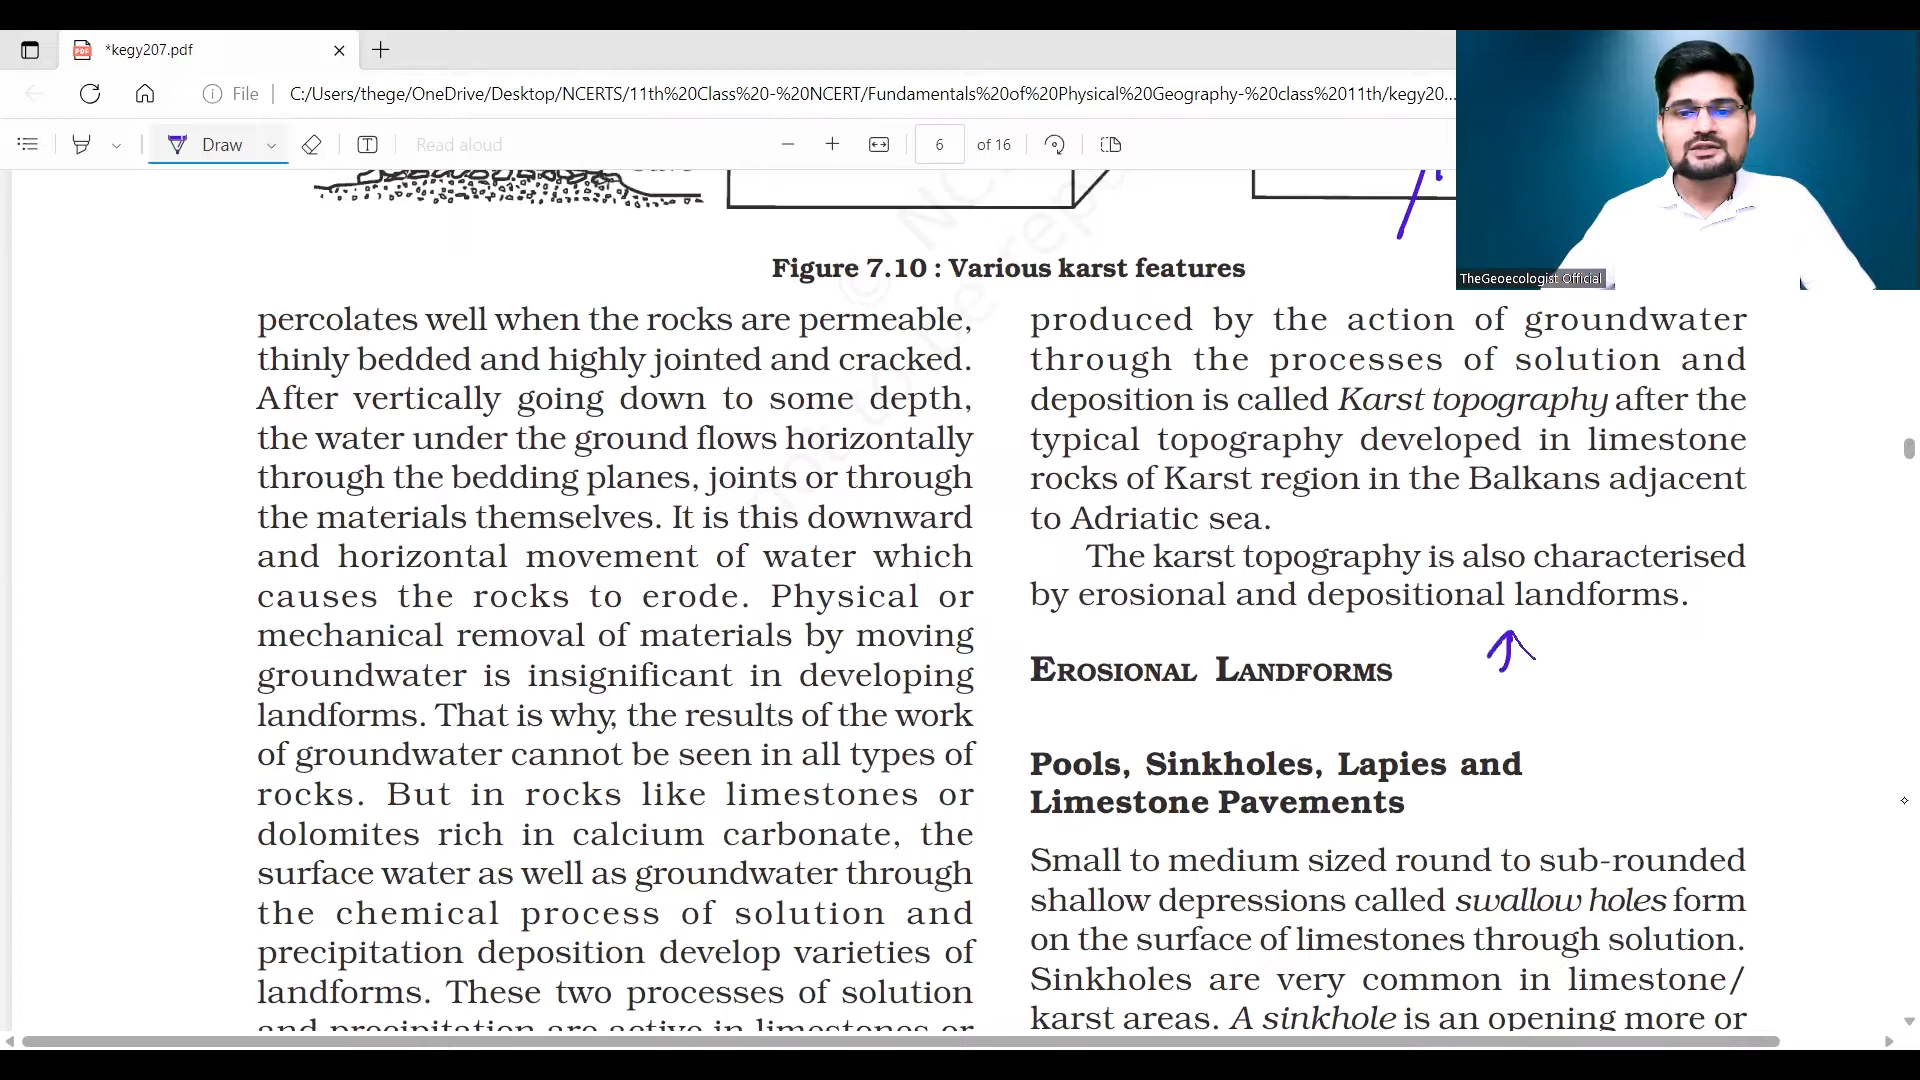 *kegy207.pdf
File
C:/Users/thege/OneDrive/Desktop/NCERTS/11th%20Class%20-%20NCERT/Fundamentals%20of%20Physical%20Geography-%20class%2011th/kegy20...
Draw
Read aloud
6 of 16
TheGeoecologist Official
Figure 7.10 : Various karst features
percolates well when the rocks are permeable,
thinly bedded and highly jointed and cracked.
After vertically going down to some depth,
the water under the ground flows horizontally
through the bedding planes, joints or through
the materials themselves. It is this downward
and horizontal movement of water which
causes the rocks to erode. Physical or
mechanical removal of materials by moving
groundwater is insignificant in developing
landforms. That is why, the results of the work
of groundwater cannot be seen in all types of
rocks. But in rocks like limestones or
dolomites rich in calcium carbonate, the
surface water as well as groundwater through
the chemical process of solution and
precipitation deposition develop varieties of
landforms. These two processes of solution
and precipitation are active in limestones or
produced by the action of groundwater
through the processes of solution and
deposition is called Karst topography after the
typical topography developed in limestone
rocks of Karst region in the Balkans adjacent
to Adriatic sea.
The karst topography is also characterised
by erosional and depositional landforms.
EROSIONAL LANDFORMS
Pools, Sinkholes, Lapies and
Limestone Pavements
Small to medium sized round to sub-rounded
shallow depressions called swallow holes form
on the surface of limestones through solution.
Sinkholes are very common in limestone/
karst areas. A sinkhole is an opening more or